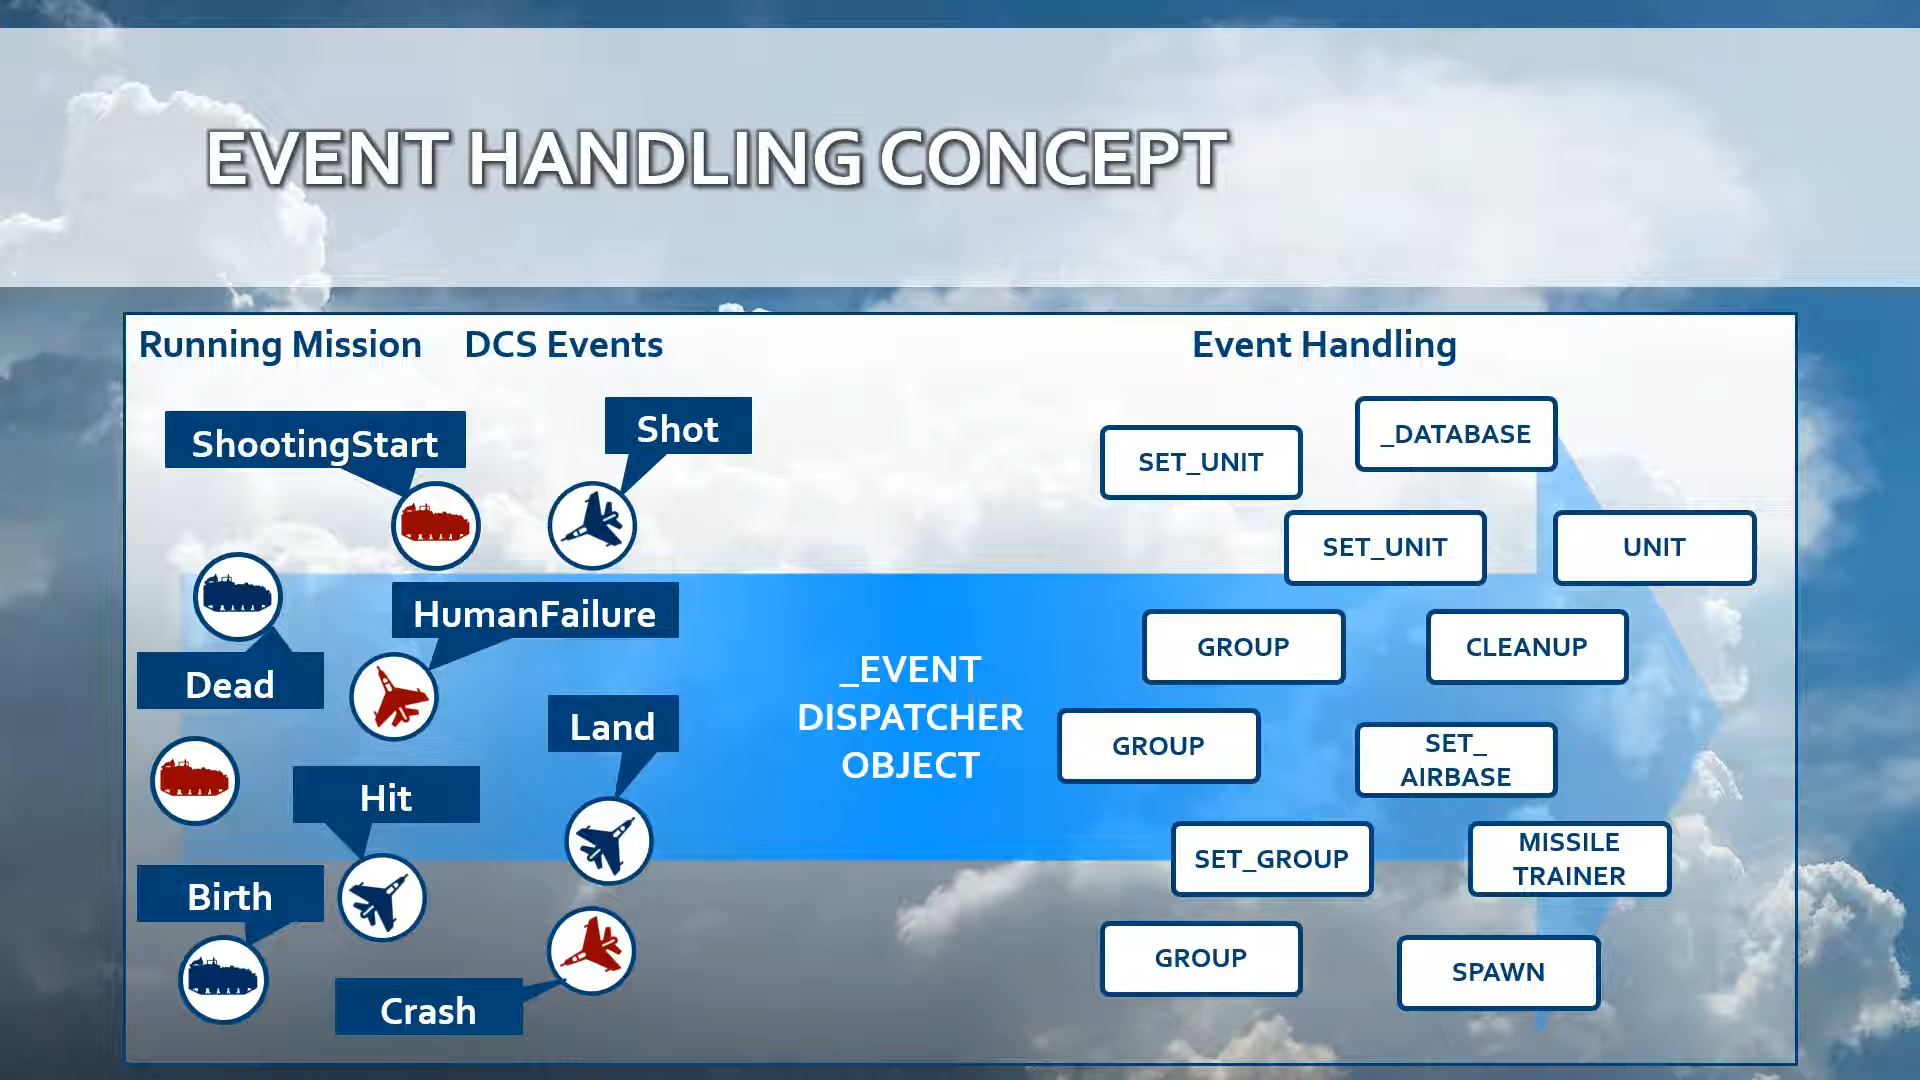 EVENT HANDLING CONCEPT
Running Mission
DCS Events
Event Handling
ShootingStart
Shot
HumanFailure
Dead
Land
Hit
Birth
Crash
_EVENT
DISPATCHER
OBJECT
_DATABASE
SET_UNIT
SET_UNIT
UNIT
GROUP
CLEANUP
GROUP
SET_
AIRBASE
SET_GROUP
MISSILE
TRAINER
GROUP
SPAWN